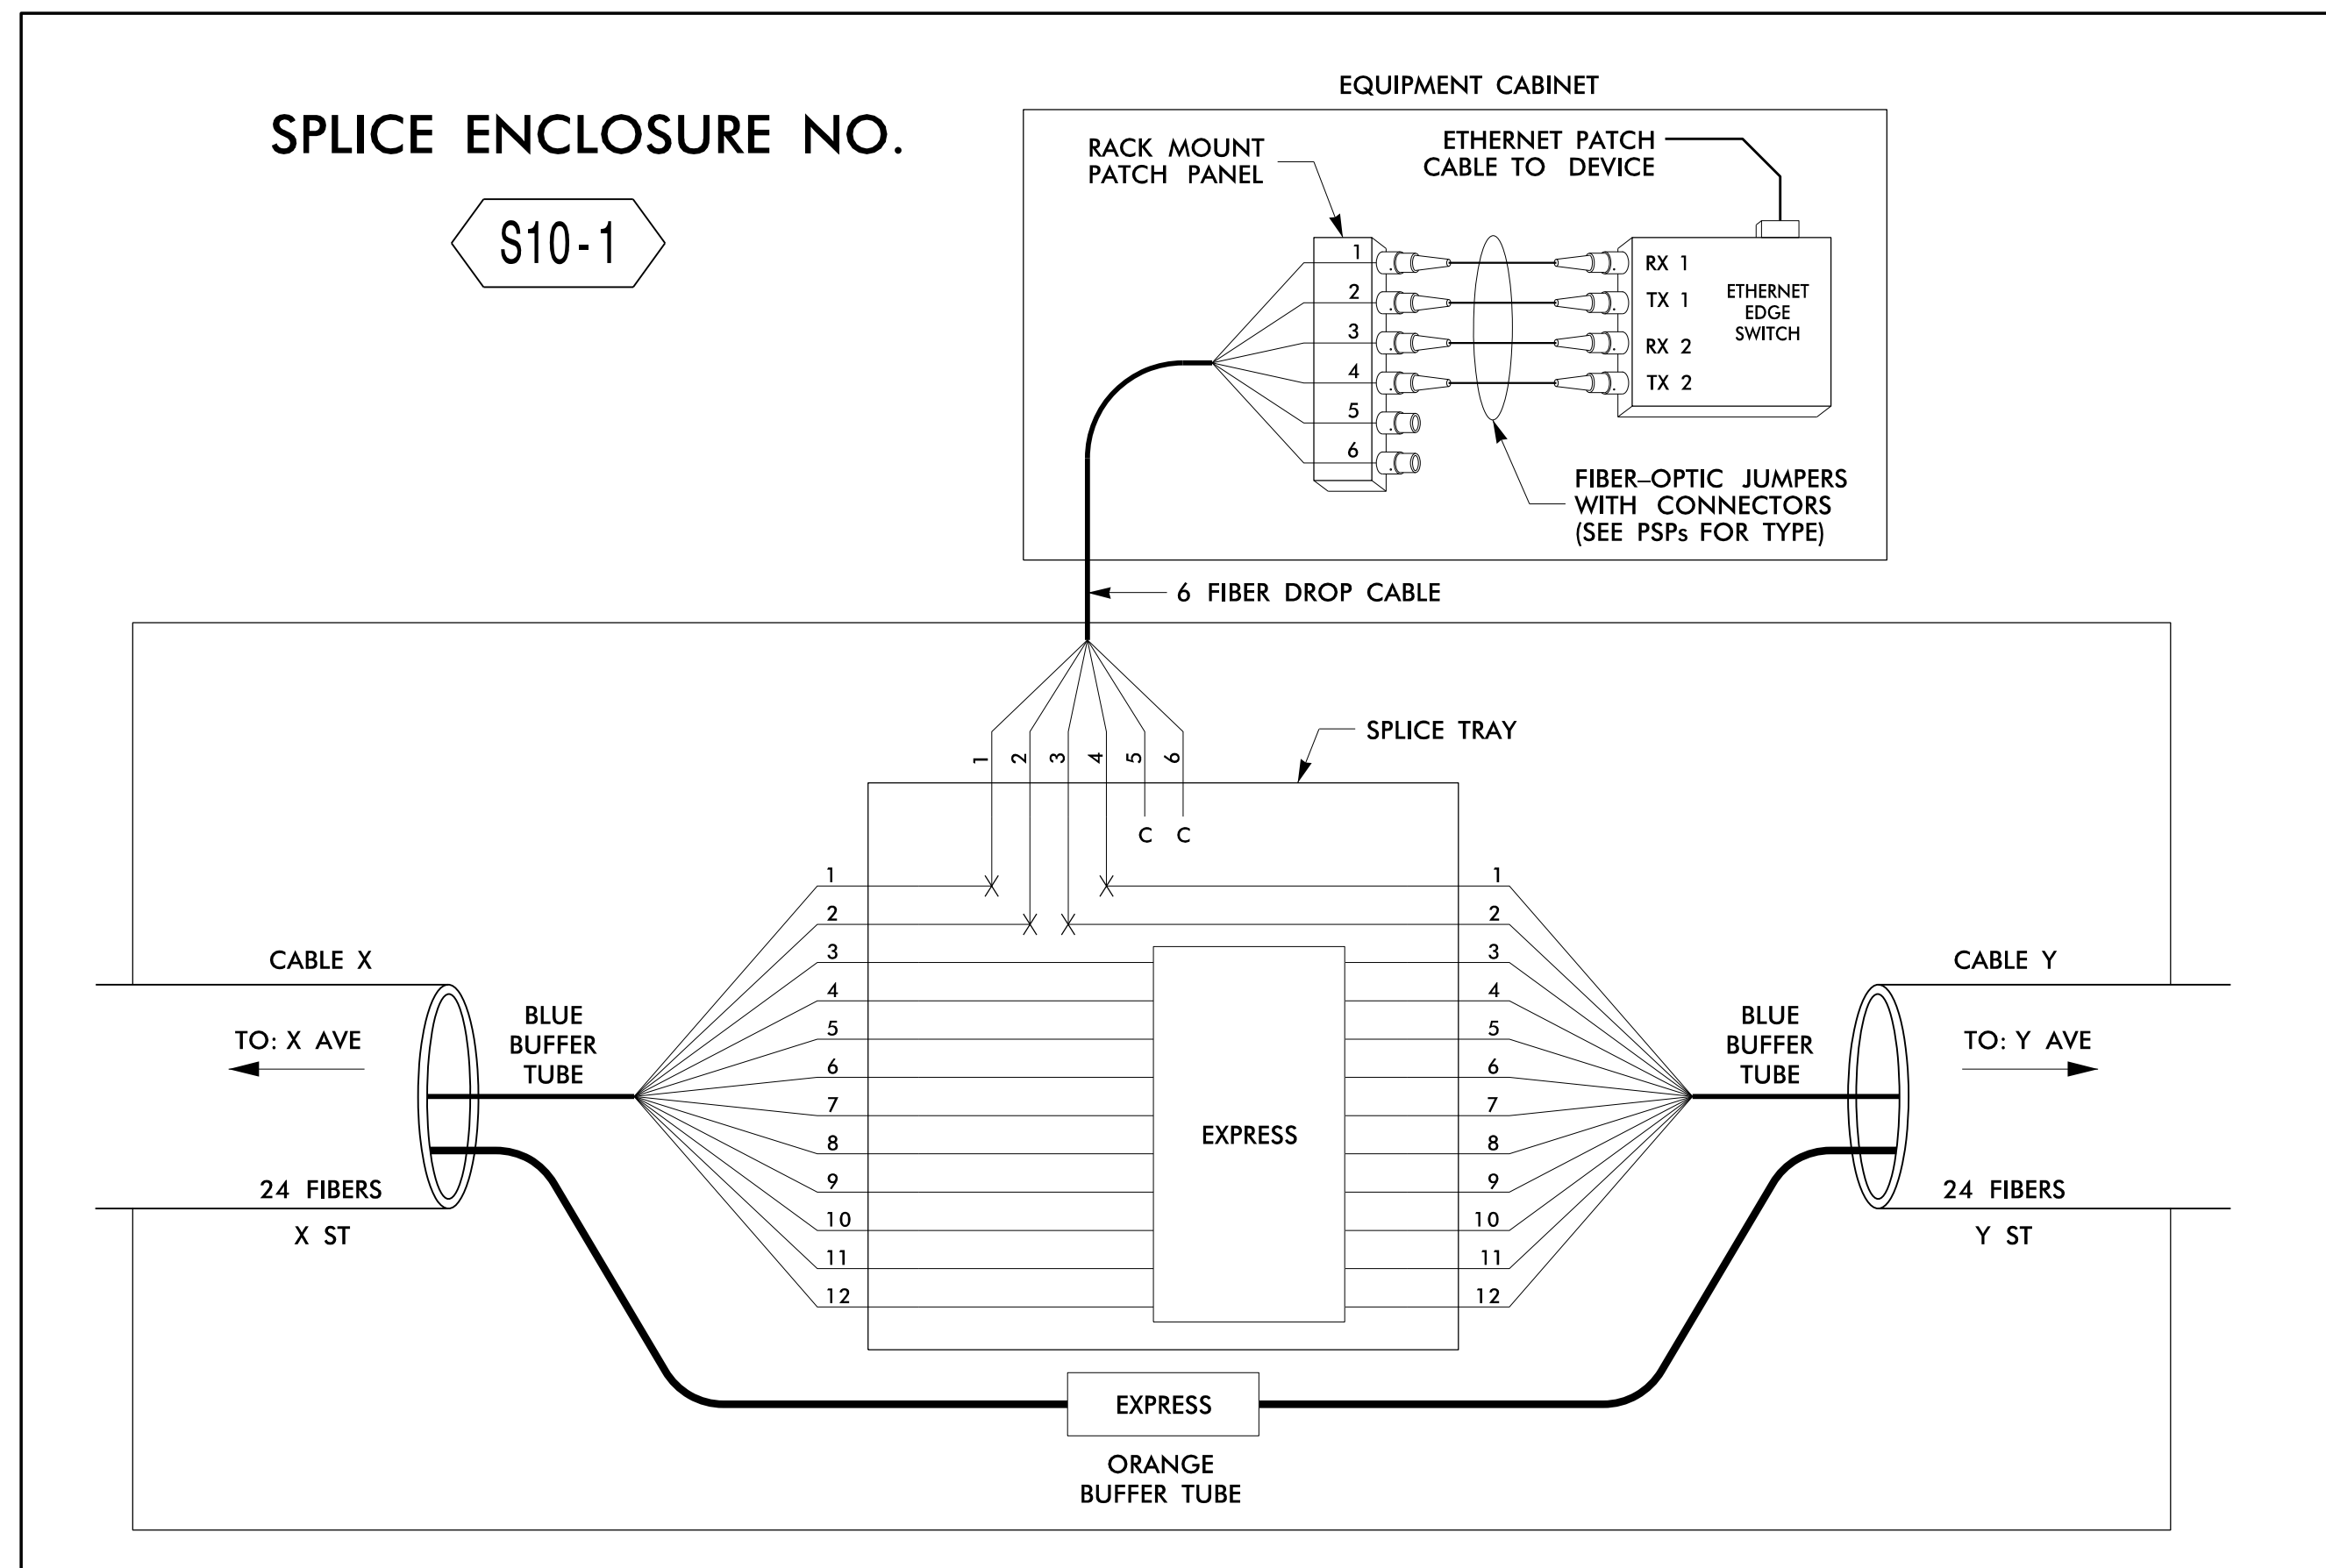 SPLICE ENCLOSURE NO.
S10-1
EQUIPMENT CABINET
RACK MOUNT
PATCH PANEL
ETHERNET PATCH
CABLE TO DEVICE
1
2
3
4
5
6
RX 1
TX 1
RX 2
TX 2
ETHERNET
EDGE
SWITCH
FIBER–OPTIC JUMPERS
WITH CONNECTORS
(SEE PSPs FOR TYPE)
6 FIBER DROP CABLE
SPLICE TRAY
1
2
3
4
5
6
C C
CABLE X
TO: X AVE
24 FIBERS
X ST
BLUE
BUFFER
TUBE
1
2
3
4
5
6
7
8
9
10
11
12
EXPRESS
1
2
3
4
5
6
7
8
9
10
11
12
BLUE
BUFFER
TUBE
CABLE Y
TO: Y AVE
24 FIBERS
Y ST
EXPRESS
ORANGE
BUFFER TUBE